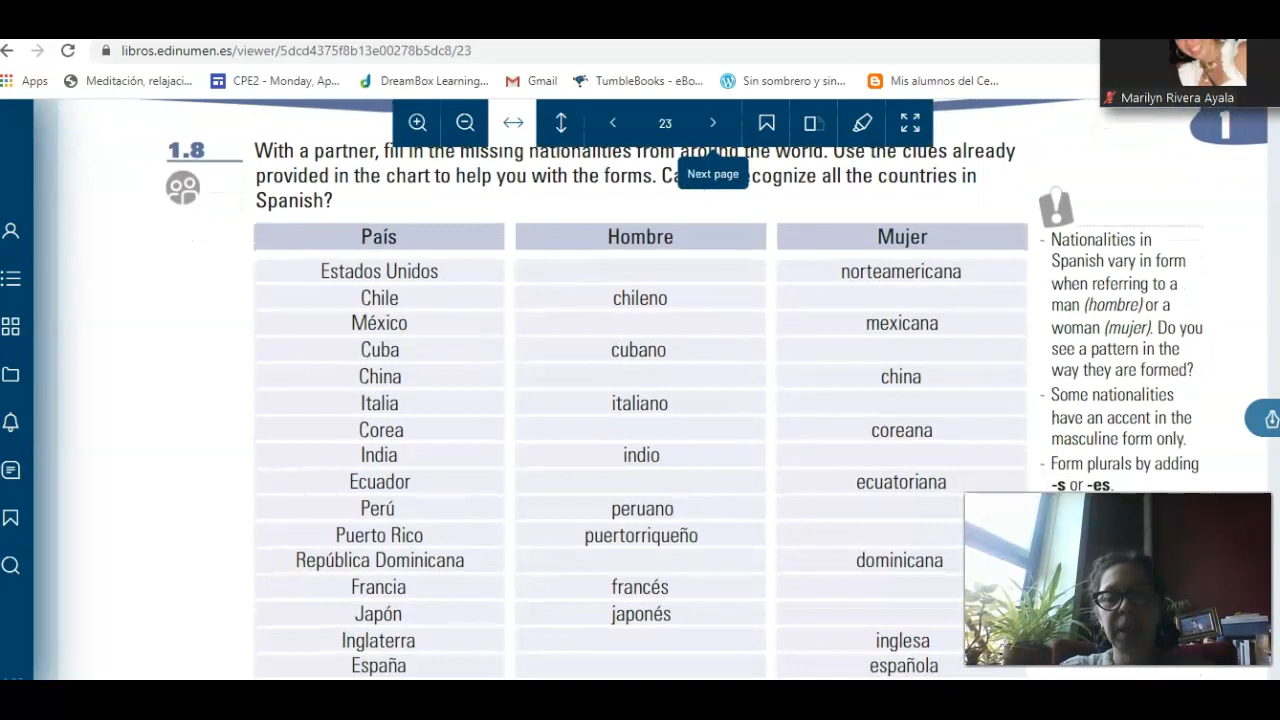 libros.edinumen.es/viewer/5dcd4375f8b13e00278b5dc8/23
Apps Meditación, relajaci... CPE2 - Monday, Ap... DreamBox Learning... Gmail TumbleBooks - eBo... Sin sombrero y sin... Mis alumnos del Ce...
Marilyn Rivera Ayala
23
1
1.8
With a partner, fill in the missing nationalities from around the world. Use the clues already
provided in the chart to help you with the forms. Ca ecognize all the countries in
Spanish?
Next page
País Hombre Mujer
Estados Unidos norteamericana
Chile chileno
México mexicana
Cuba cubano
China china
Italia italiano
Corea coreana
India indio
Ecuador ecuatoriana
Perú peruano
Puerto Rico puertorriqueño
República Dominicana dominicana
Francia francés
Japón japonés
Inglaterra inglesa
España española
- Nationalities in
Spanish vary in form
when referring to a
man (hombre) or a
woman (mujer). Do you
see a pattern in the
way they are formed?
- Some nationalities
have an accent in the
masculine form only.
- Form plurals by adding
-s or -es.